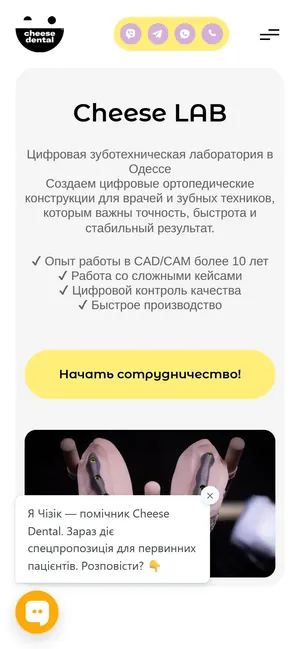 cheese
dental
Cheese LAB
Цифровая зуботехническая лаборатория в
Одессе
Создаем цифровые ортопедические
конструкции для врачей и зубных техников,
которым важны точность, быстрота и
стабильный результат.
✓ Опыт работы в CAD/CAM более 10 лет
✓ Работа со сложными кейсами
✓ Цифровой контроль качества
✓ Быстрое производство
Начать сотрудничество!
Я Чізік — помічник Cheese
Dental. Зараз діє
спецпропозиція для первинних
пацієнтів. Розповісти? 👇